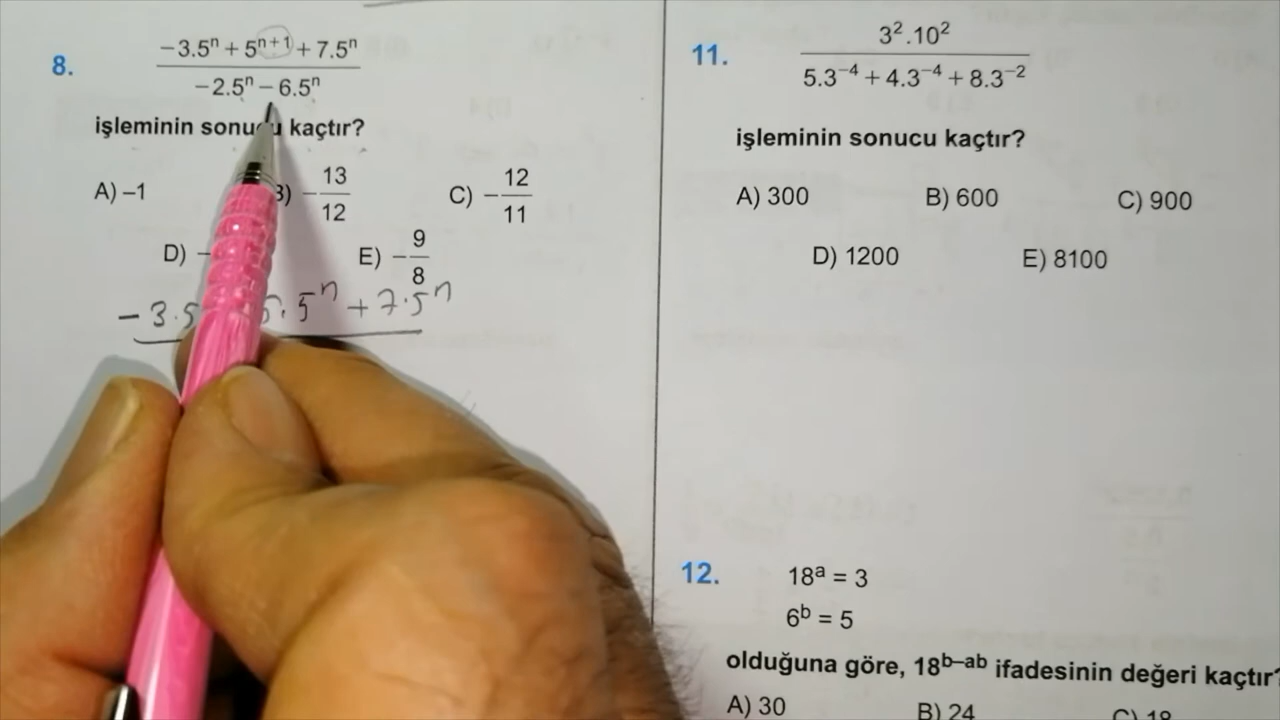 8. −3.5ⁿ + 5ⁿ⁺¹ + 7.5ⁿ
−2.5ⁿ − 6.5ⁿ
işleminin sonucu kaçtır?
A) −1 B) − 13/12 C) − 12/11
D) − E) − 9/8
− 3.5 5.5ⁿ + 7.5ⁿ
11. 3².10²
5.3⁻⁴ + 4.3⁻⁴ + 8.3⁻²
işleminin sonucu kaçtır?
A) 300 B) 600 C) 900
D) 1200 E) 8100
12. 18ᵃ = 3
6ᵇ = 5
olduğuna göre, 18ᵇ⁻ᵃᵇ ifadesinin değeri kaçtır?
A) 30 B) 24 C) 18